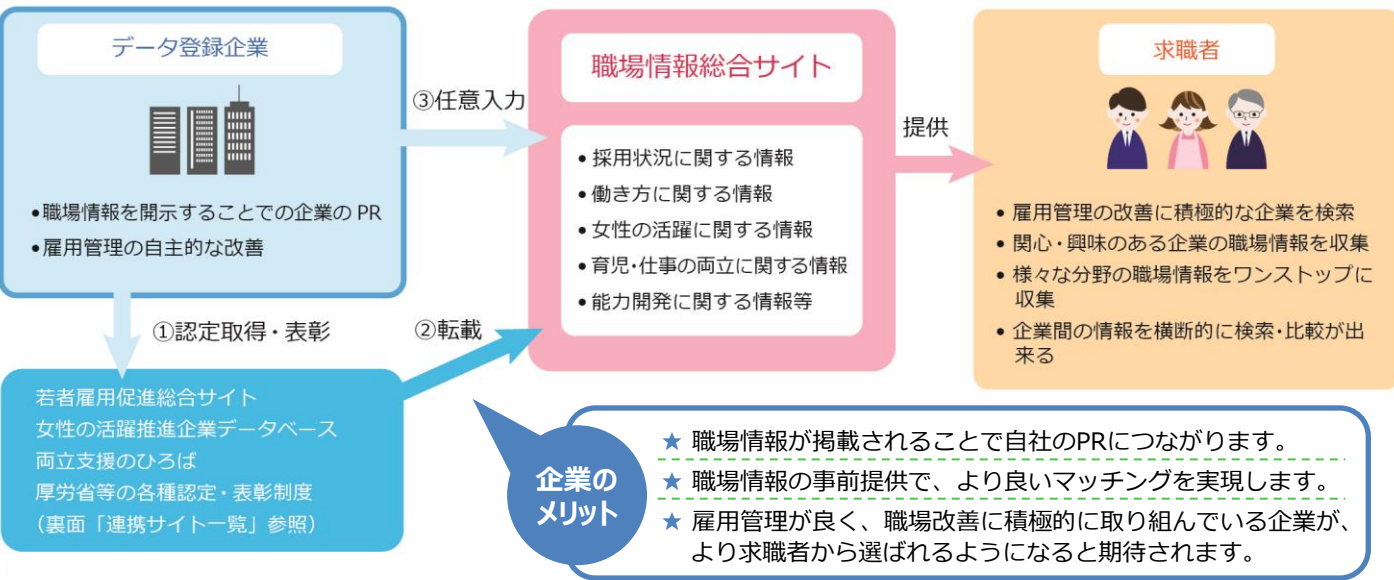 データ登録企業
•職場情報を開示することでの企業の PR
•雇用管理の自主的な改善
③任意入力
①認定取得・表彰
②転載
若者雇用促進総合サイト
女性の活躍推進企業データベース
両立支援のひろば
厚労省等の各種認定・表彰制度
(裏面「連携サイト一覧」参照)
職場情報総合サイト
• 採用状況に関する情報
• 働き方に関する情報
• 女性の活躍に関する情報
• 育児・仕事の両立に関する情報
• 能力開発に関する情報等
提供
求職者
• 雇用管理の改善に積極的な企業を検索
• 関心・興味のある企業の職場情報を収集
• 様々な分野の職場情報をワンストップに
収集
• 企業間の情報を横断的に検索・比較が出
来る
企業の
メリット
★ 職場情報が掲載されることで自社のPRにつながります。
★ 職場情報の事前提供で、より良いマッチングを実現します。
★ 雇用管理が良く、職場改善に積極的に取り組んでいる企業が、
より求職者から選ばれるようになると期待されます。